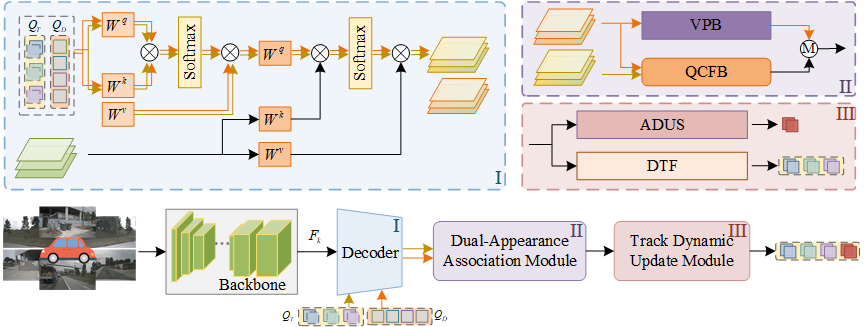 Q_T Q_D
W^q
W^k
W^v
Softmax
W^q
W^k
W^v
Softmax
I
VPB
QCFB
M
II
ADUS
DTF
III
Backbone
F_k
I
Decoder
Q_T
Q_D
II
Dual-Appearance
Association Module
III
Track Dynamic
Update Module